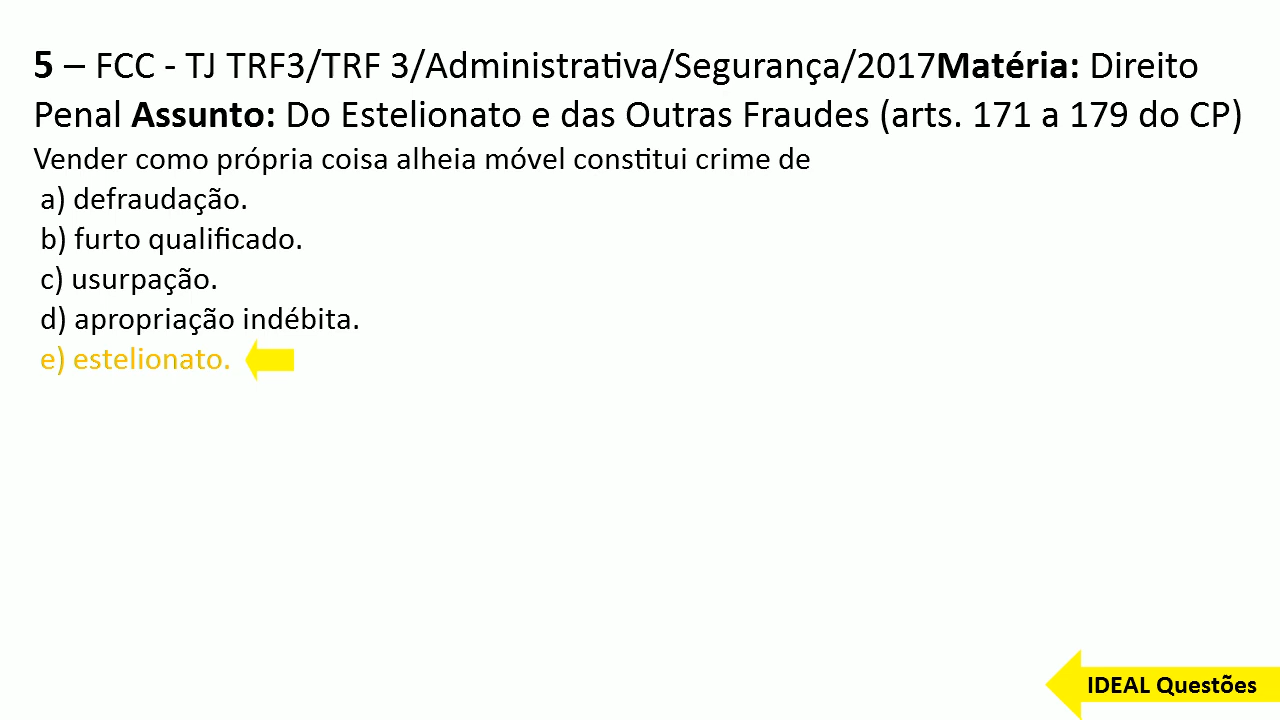 5 – FCC - TJ TRF3/TRF 3/Administrativa/Segurança/2017Matéria: Direito
Penal Assunto: Do Estelionato e das Outras Fraudes (arts. 171 a 179 do CP)
Vender como própria coisa alheia móvel constitui crime de
a) defraudação.
b) furto qualificado.
c) usurpação.
d) apropriação indébita.
e) estelionato.
IDEAL Questões